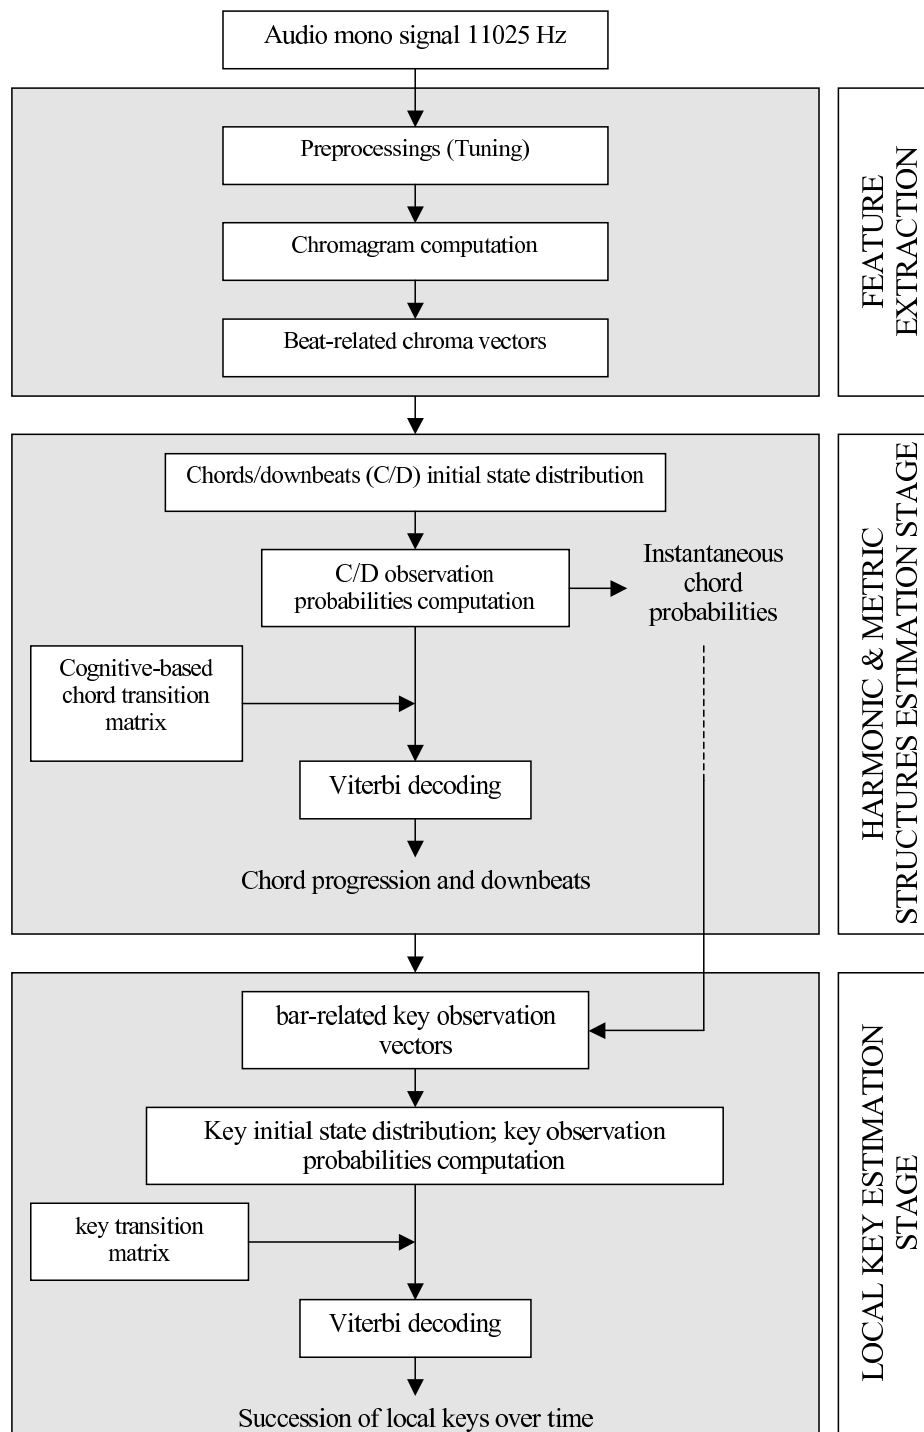 Audio mono signal 11025 Hz
Preprocessings (Tuning)
Chromagram computation
Beat-related chroma vectors
FEATURE
EXTRACTION
Chords/downbeats (C/D) initial state distribution
C/D observation
probabilities computation
Instantaneous
chord
probabilities
Cognitive-based
chord transition
matrix
Viterbi decoding
Chord progression and downbeats
HARMONIC & METRIC
STRUCTURES ESTIMATION STAGE
bar-related key observation
vectors
Key initial state distribution; key observation
probabilities computation
key transition
matrix
Viterbi decoding
Succession of local keys over time
LOCAL KEY ESTIMATION
STAGE